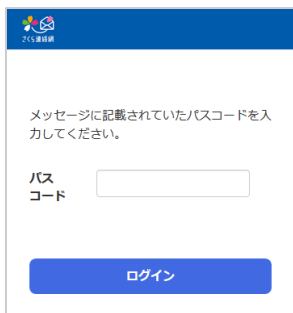 さくら連絡網
メッセージに記載されていたパスコードを入
力してください。
パス
コード
ログイン